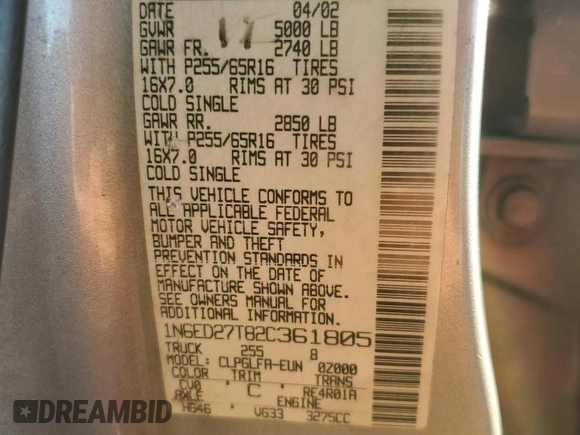 DATE 04/02
GVWR 5000 LB
GAWR FR. 2740 LB
WITH P255/65R16 TIRES
16X7.0 RIMS AT 30 PSI
COLD SINGLE
GAWR RR. 2850 LB
WITH P255/65R16 TIRES
16X7.0 RIMS AT 30 PSI
COLD SINGLE
THIS VEHICLE CONFORMS TO
ALL APPLICABLE FEDERAL
MOTOR VEHICLE SAFETY,
BUMPER AND THEFT
PREVENTION STANDARDS IN
EFFECT ON THE DATE OF
MANUFACTURE SHOWN ABOVE.
SEE OWNERS MANUAL FOR
ADDITIONAL INFORMATION.
1N6ED27T82C361805
TRUCK 255 8
MODEL: CLPGLFA-EUN 0Z000
COLOR TRIM TRANS
CV0 C RE4R01A
AXLE ENGINE
HG46 VG33 3275CC
DREAMBID